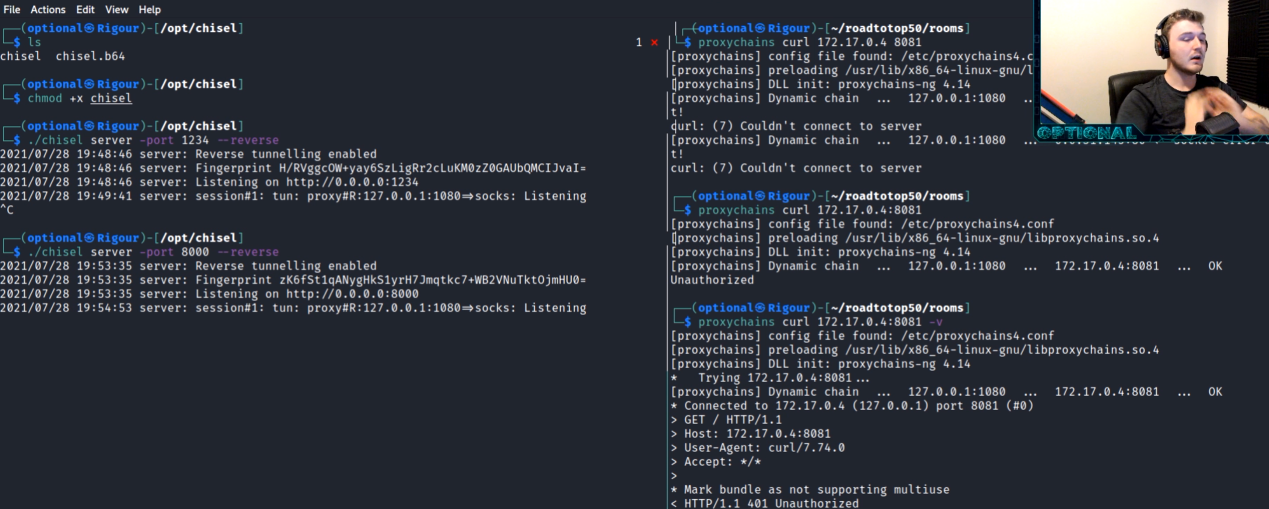 File Actions Edit View Help
┌──(optional㉿Rigour)-[/opt/chisel]
└─$ ls
chisel  chisel.b64
┌──(optional㉿Rigour)-[/opt/chisel]
└─$ chmod +x chisel
┌──(optional㉿Rigour)-[/opt/chisel]
└─$ ./chisel server -port 1234 --reverse
2021/07/28 19:48:46 server: Reverse tunnelling enabled
2021/07/28 19:48:46 server: Fingerprint H/RVggcOW+yay6SzLigRr2cLuKM0zZ0GAUbQMCIJvaI=
2021/07/28 19:48:46 server: Listening on http://0.0.0.0:1234
2021/07/28 19:49:41 server: session#1: tun: proxy#R:127.0.0.1:1080⇒socks: Listening
^C
┌──(optional㉿Rigour)-[/opt/chisel]
└─$ ./chisel server -port 8000 --reverse
2021/07/28 19:53:35 server: Reverse tunnelling enabled
2021/07/28 19:53:35 server: Fingerprint zK6fSt1qANygHkS1yrH7Jmqtkc7+WB2VNuTktOjmHU0=
2021/07/28 19:53:35 server: Listening on http://0.0.0.0:8000
2021/07/28 19:54:53 server: session#1: tun: proxy#R:127.0.0.1:1080⇒socks: Listening
1 ×
┌──(optional㉿Rigour)-[~/roadtotop50/rooms]
└─$ proxychains curl 172.17.0.4 8081
[proxychains] config file found: /etc/proxychains4.c
[proxychains] preloading /usr/lib/x86_64-linux-gnu/l
[proxychains] DLL init: proxychains-ng 4.14
[proxychains] Dynamic chain  ...  127.0.0.1:1080  ..
t!
curl: (7) Couldn't connect to server
[proxychains] Dynamic chain  ...  127.0.0.1:1080  ...
t!
curl: (7) Couldn't connect to server
┌──(optional㉿Rigour)-[~/roadtotop50/rooms]
└─$ proxychains curl 172.17.0.4:8081
[proxychains] config file found: /etc/proxychains4.conf
[proxychains] preloading /usr/lib/x86_64-linux-gnu/libproxychains.so.4
[proxychains] DLL init: proxychains-ng 4.14
[proxychains] Dynamic chain  ...  127.0.0.1:1080  ...  172.17.0.4:8081  ...  OK
Unauthorized
┌──(optional㉿Rigour)-[~/roadtotop50/rooms]
└─$ proxychains curl 172.17.0.4:8081 -v
[proxychains] config file found: /etc/proxychains4.conf
[proxychains] preloading /usr/lib/x86_64-linux-gnu/libproxychains.so.4
[proxychains] DLL init: proxychains-ng 4.14
*   Trying 172.17.0.4:8081...
[proxychains] Dynamic chain  ...  127.0.0.1:1080  ...  172.17.0.4:8081  ...  OK
* Connected to 172.17.0.4 (127.0.0.1) port 8081 (#0)
> GET / HTTP/1.1
> Host: 172.17.0.4:8081
> User-Agent: curl/7.74.0
> Accept: */*
>
* Mark bundle as not supporting multiuse
< HTTP/1.1 401 Unauthorized
OPTIONAL